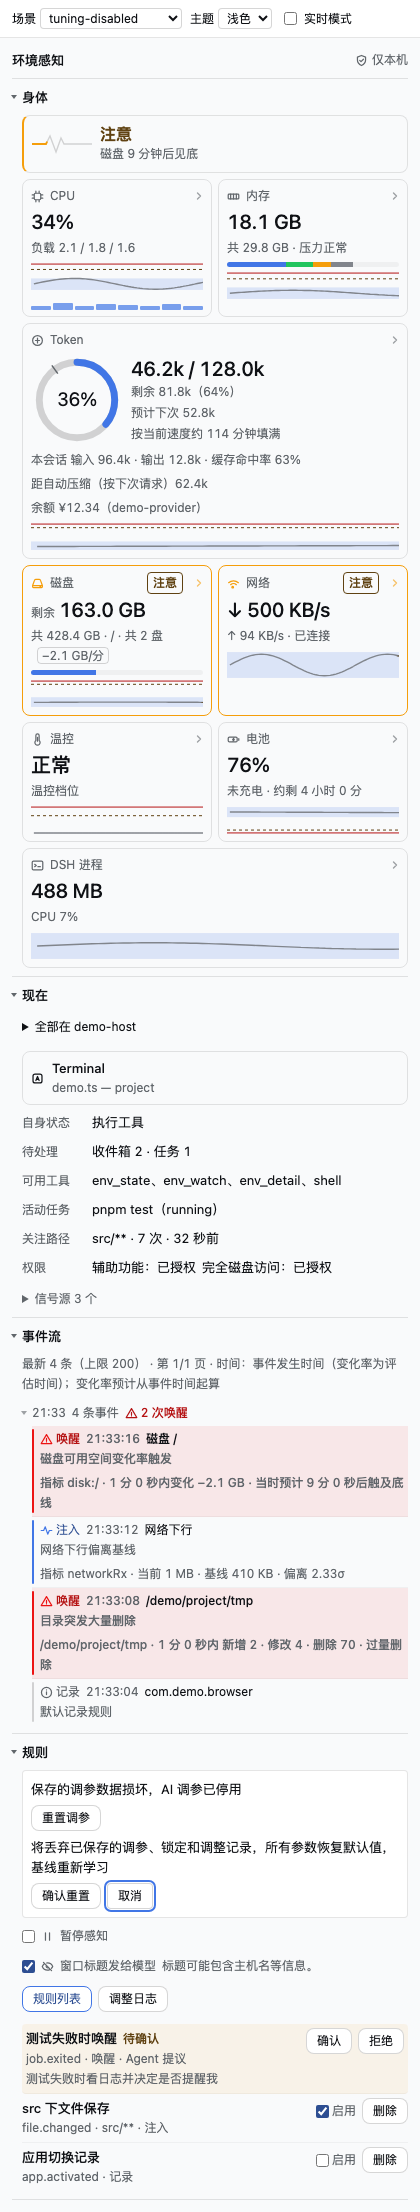 场景 tuning-disabled 主题 浅色 实时模式
环境感知 仅本机
身体
注意
磁盘 9 分钟后见底
CPU
34%
负载 2.1 / 1.8 / 1.6
内存
18.1 GB
共 29.8 GB · 压力正常
Token
36%
46.2k / 128.0k
剩余 81.8k（64%）
预计下次 52.8k
按当前速度约 114 分钟填满
本会话 输入 96.4k · 输出 12.8k · 缓存命中率 63%
距自动压缩（按下次请求）62.4k
余额 ¥12.34（demo-provider）
磁盘 注意
剩余 163.0 GB
共 428.4 GB · / · 共 2 盘
−2.1 GB/分
网络 注意
↓ 500 KB/s
↑ 94 KB/s · 已连接
温控
正常
温控档位
电池
76%
未充电 · 约剩 4 小时 0 分
DSH 进程
488 MB
CPU 7%
现在
全部在 demo-host
Terminal
demo.ts — project
自身状态 执行工具
待处理 收件箱 2 · 任务 1
可用工具 env_state、env_watch、env_detail、shell
活动任务 pnpm test（running）
关注路径 src/** · 7 次 · 32 秒前
权限 辅助功能：已授权 完全磁盘访问：已授权
信号源 3 个
事件流
最新 4 条（上限 200） · 第 1/1 页 · 时间：事件发生时间（变化率为评
估时间）；变化率预计从事件时间起算
21:33 4 条事件 2 次唤醒
唤醒 21:33:16 磁盘 /
磁盘可用空间变化率触发
指标 disk:/ · 1 分 0 秒内变化 −2.1 GB · 当时预计 9 分 0 秒后触及底
线
注入 21:33:12 网络下行
网络下行偏离基线
指标 networkRx · 当前 1 MB · 基线 410 KB · 偏离 2.33σ
唤醒 21:33:08 /demo/project/tmp
目录突发大量删除
/demo/project/tmp · 1 分 0 秒内 新增 2 · 修改 4 · 删除 70 · 过量删
除
记录 21:33:04 com.demo.browser
默认记录规则
规则
保存的调参数据损坏，AI 调参已停用
重置调参
将丢弃已保存的调参、锁定和调整记录，所有参数恢复默认值，
基线重新学习
确认重置 取消
暂停感知
窗口标题发给模型 标题可能包含主机名等信息。
规则列表 调整日志
测试失败时唤醒 待确认 确认 拒绝
job.exited · 唤醒 · Agent 提议
测试失败时看日志并决定是否提醒我
src 下文件保存 启用 删除
file.changed · src/** · 注入
应用切换记录 启用 删除
app.activated · 记录